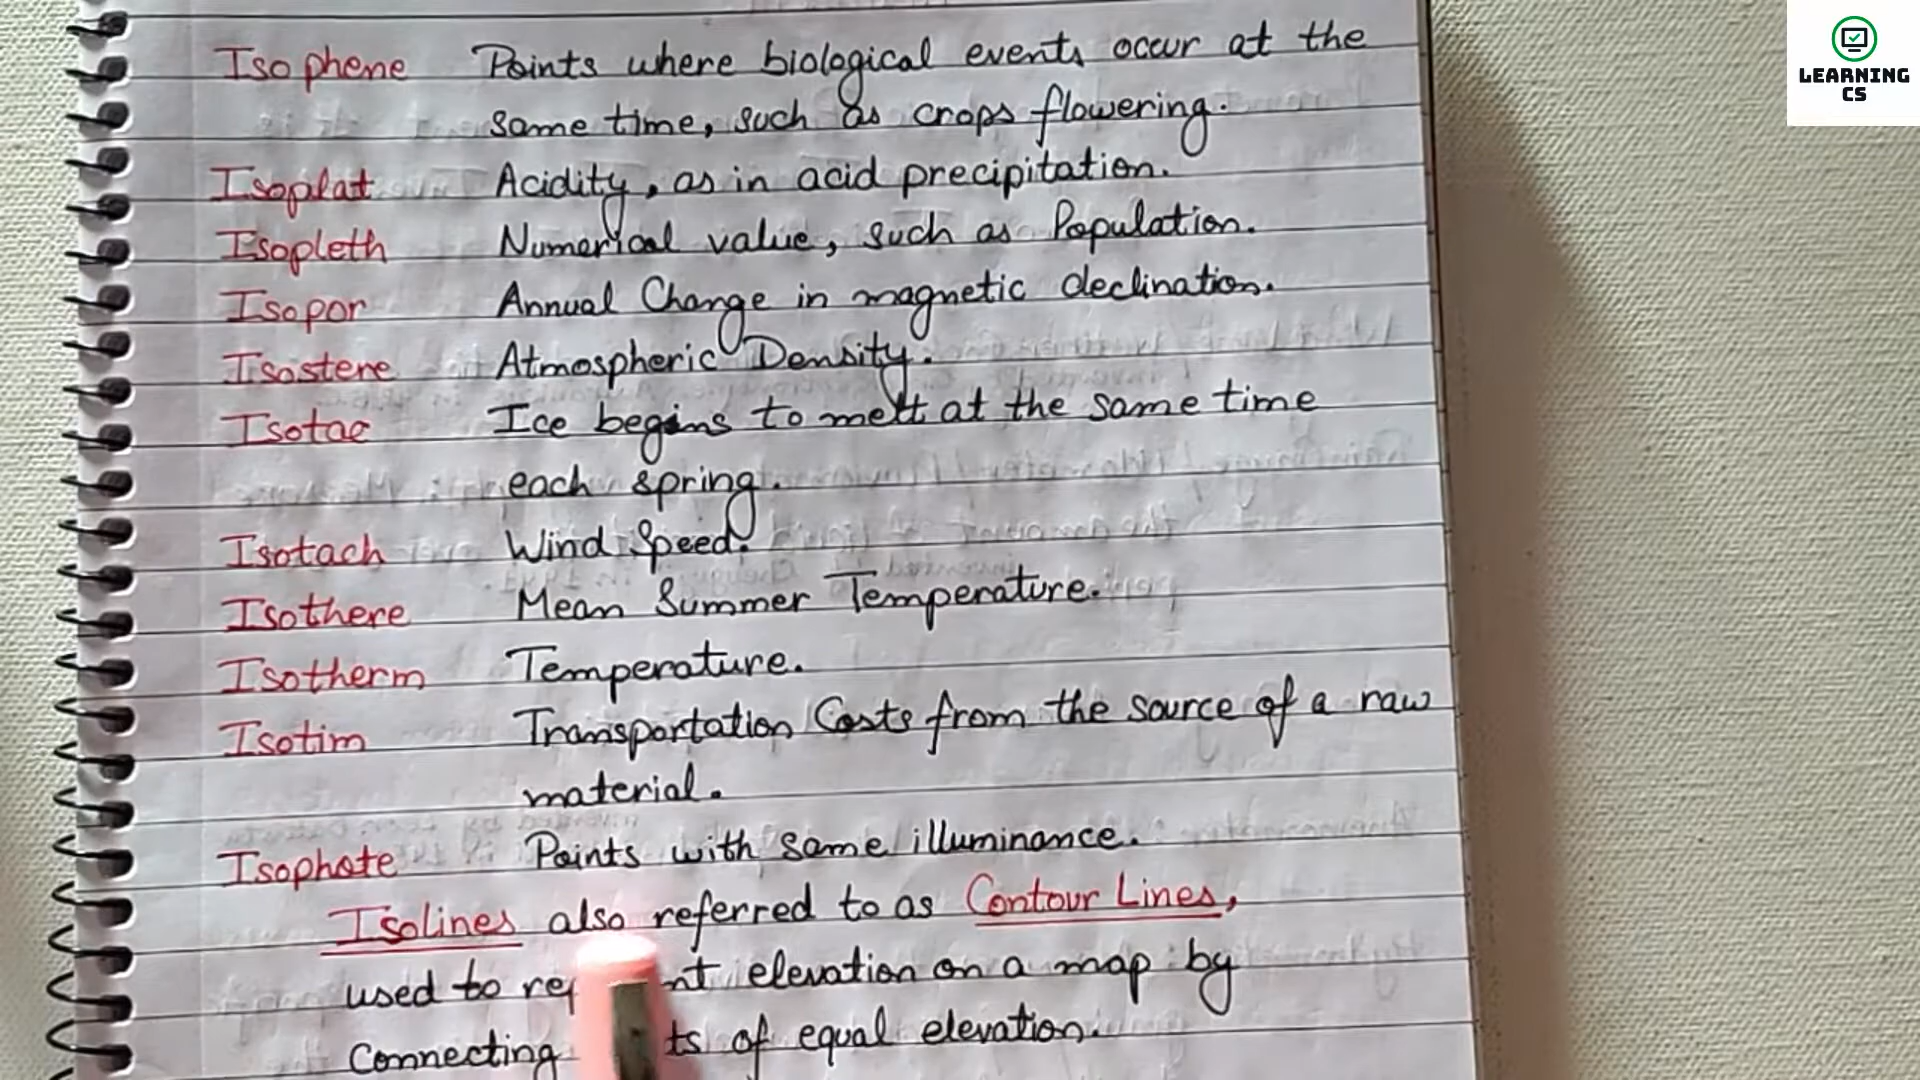 Isophene Points where biological events occur at the
same time, such as crops flowering.
Isoplat Acidity, as in acid precipitation.
Isopleth Numerical value, such as Population.
Isopor Annual Change in magnetic declination.
Isostere Atmospheric Density.
Isotac Ice begins to melt at the same time
each spring.
Isotach Wind Speed.
Isothere Mean Summer Temperature.
Isotherm Temperature.
Isotim Transportation Costs from the source of a raw
material.
Isophote Points with same illuminance.
Isolines also referred to as Contour Lines,
used to elevation on a map by
Connecting of equal elevation.
LEARNING
CS